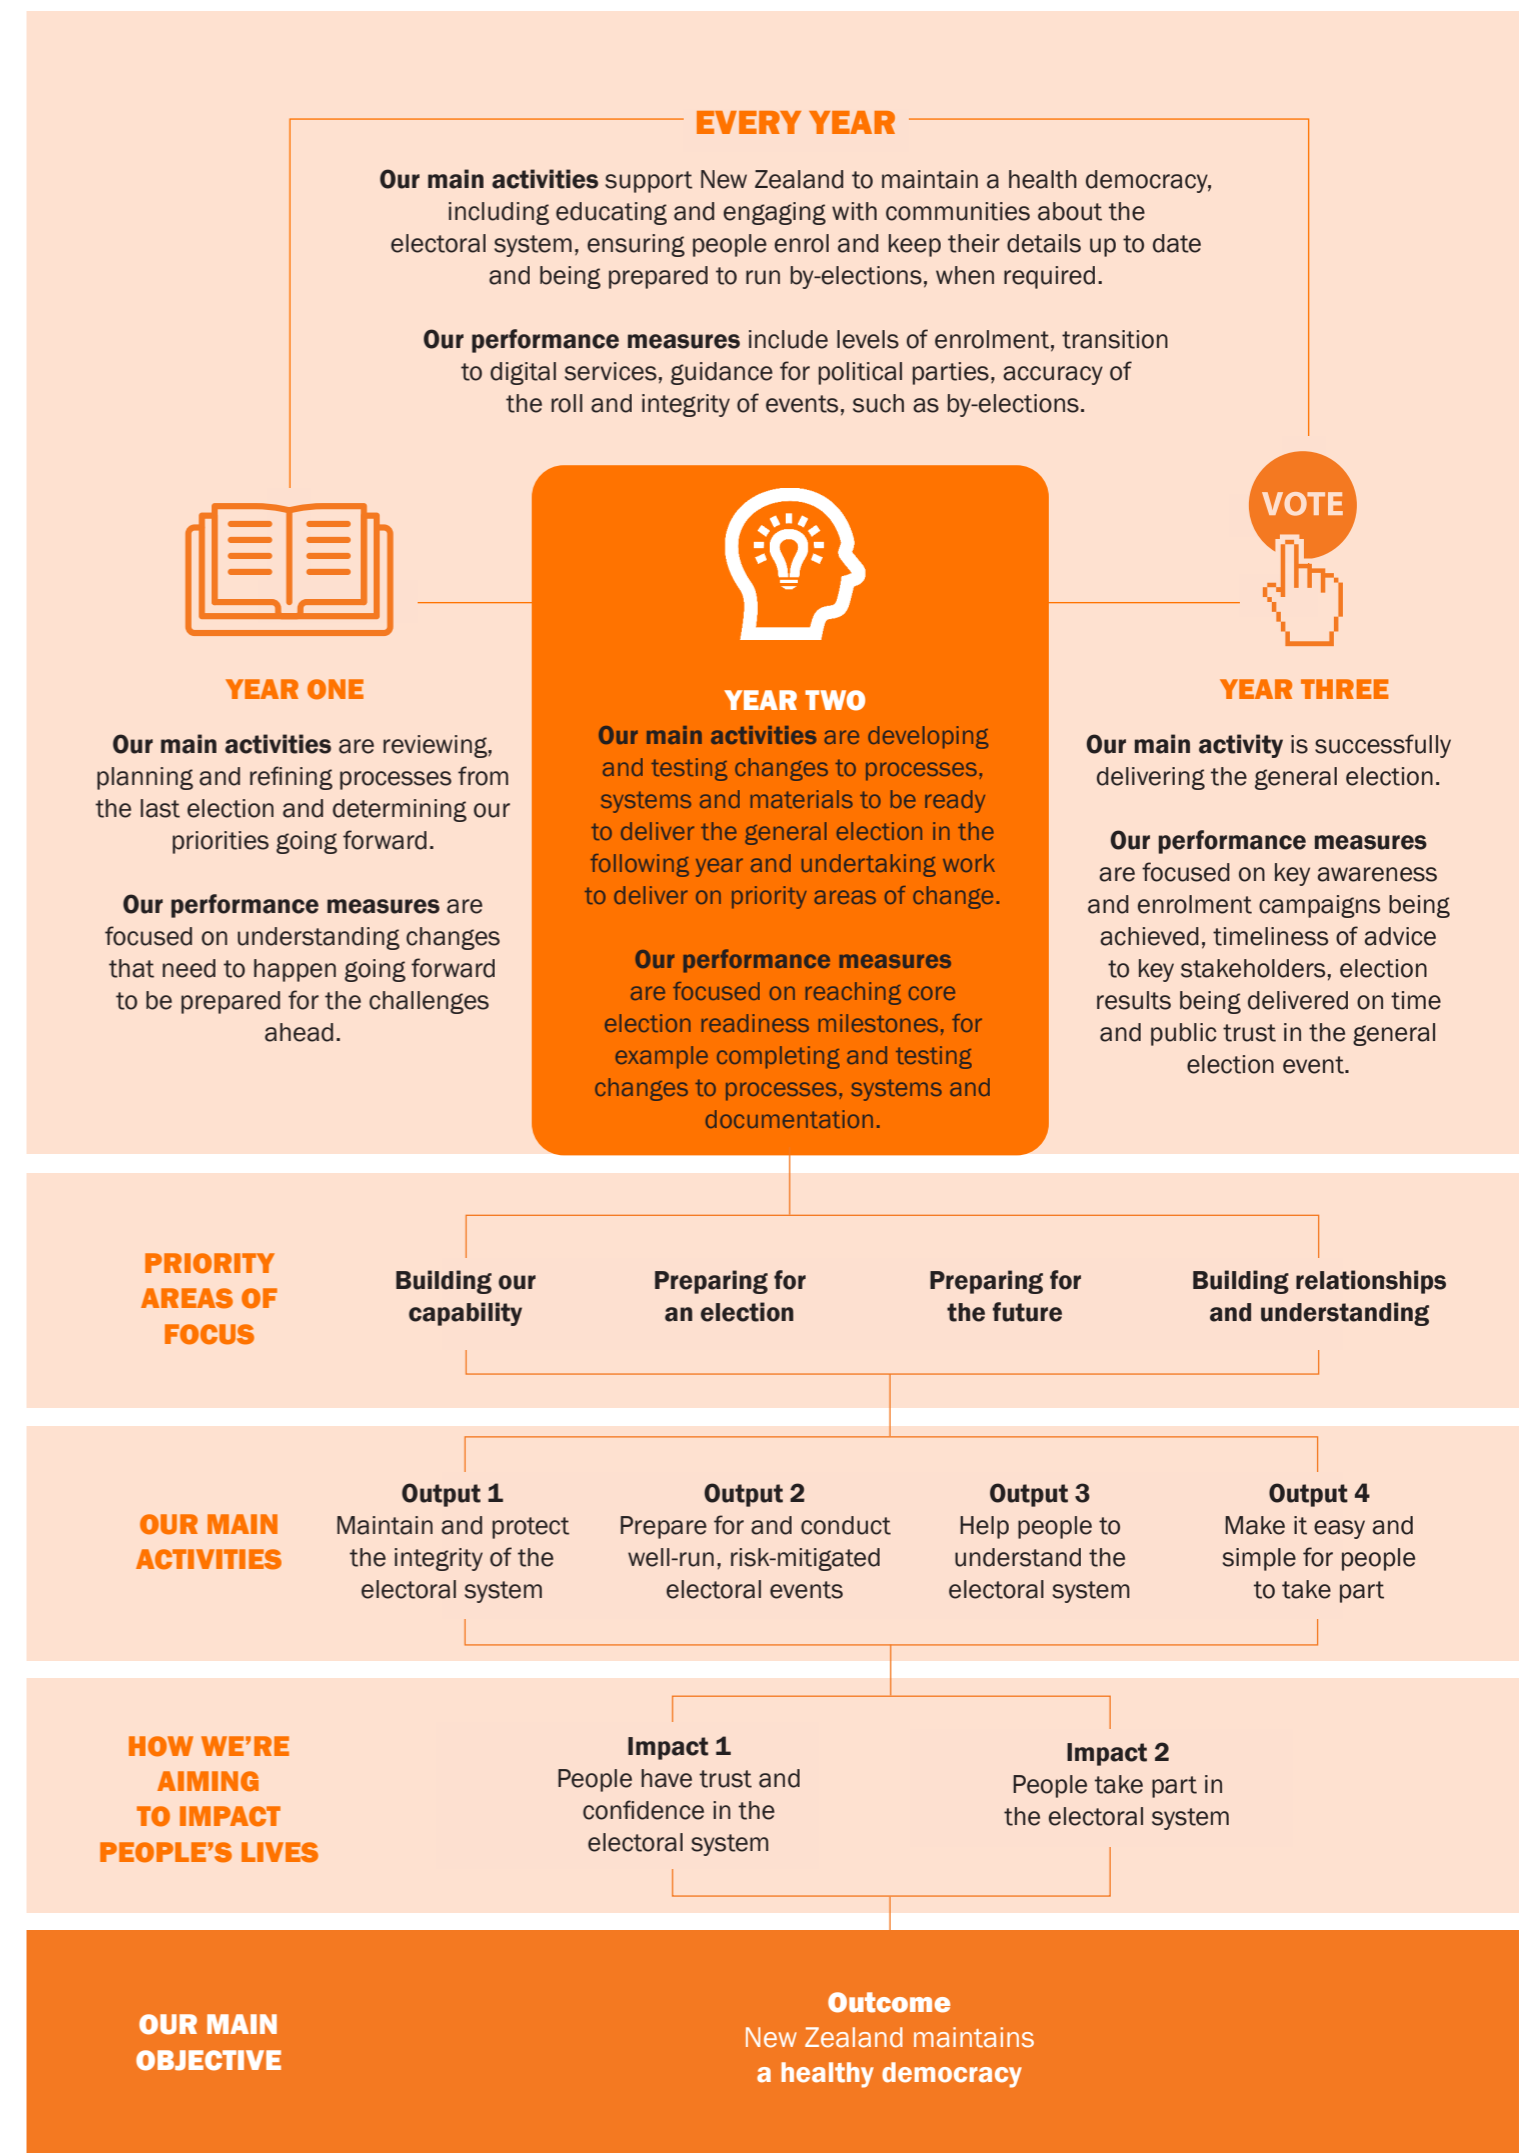 EVERY YEAR
Our main activities support New Zealand to maintain a health democracy,
including educating and engaging with communities about the
electoral system, ensuring people enrol and keep their details up to date
and being prepared to run by-elections, when required.
Our performance measures include levels of enrolment, transition
to digital services, guidance for political parties, accuracy of
the roll and integrity of events, such as by-elections.
YEAR ONE
Our main activities are reviewing,
planning and refining processes from
the last election and determining our
priorities going forward.
Our performance measures are
focused on understanding changes
that need to happen going forward
to be prepared for the challenges
ahead.
YEAR TWO
Our main activities are developing
and testing changes to processes,
systems and materials to be ready
to deliver the general election in the
following year and undertaking work
to deliver on priority areas of change.
Our performance measures
are focused on reaching core
election readiness milestones, for
example completing and testing
changes to processes, systems and
documentation.
VOTE
YEAR THREE
Our main activity is successfully
delivering the general election.
Our performance measures
are focused on key awareness
and enrolment campaigns being
achieved, timeliness of advice
to key stakeholders, election
results being delivered on time
and public trust in the general
election event.
PRIORITY
AREAS OF
FOCUS
Building our
capability
Preparing for
an election
Preparing for
the future
Building relationships
and understanding
OUR MAIN
ACTIVITIES
Output 1
Maintain and protect
the integrity of the
electoral system
Output 2
Prepare for and conduct
well-run, risk-mitigated
electoral events
Output 3
Help people to
understand the
electoral system
Output 4
Make it easy and
simple for people
to take part
HOW WE'RE
AIMING
TO IMPACT
PEOPLE'S LIVES
Impact 1
People have trust and
confidence in the
electoral system
Impact 2
People take part in
the electoral system
OUR MAIN
OBJECTIVE
Outcome
New Zealand maintains
a healthy democracy